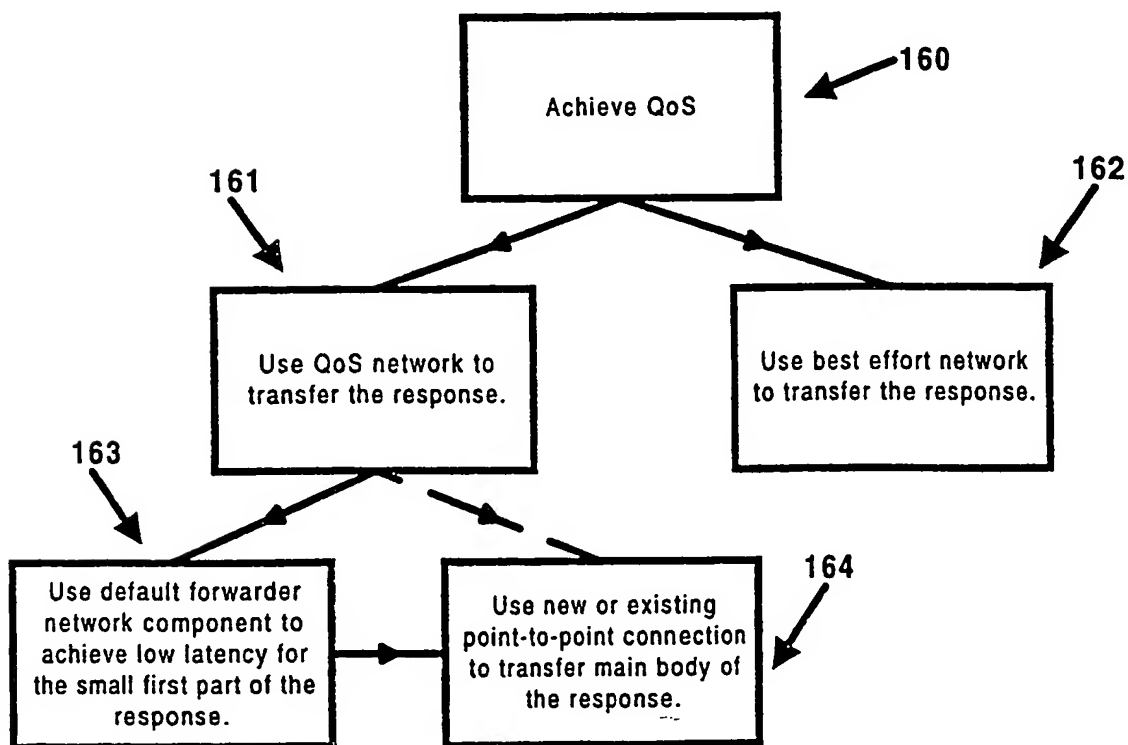 160
Achieve QoS
161
162
Use QoS network to
transfer the response.
Use best effort network
to transfer the response.
163
164
Use default forwarder
network component to
achieve low latency for
the small first part of the
response.
Use new or existing
point-to-point connection
to transfer main body of
the response.